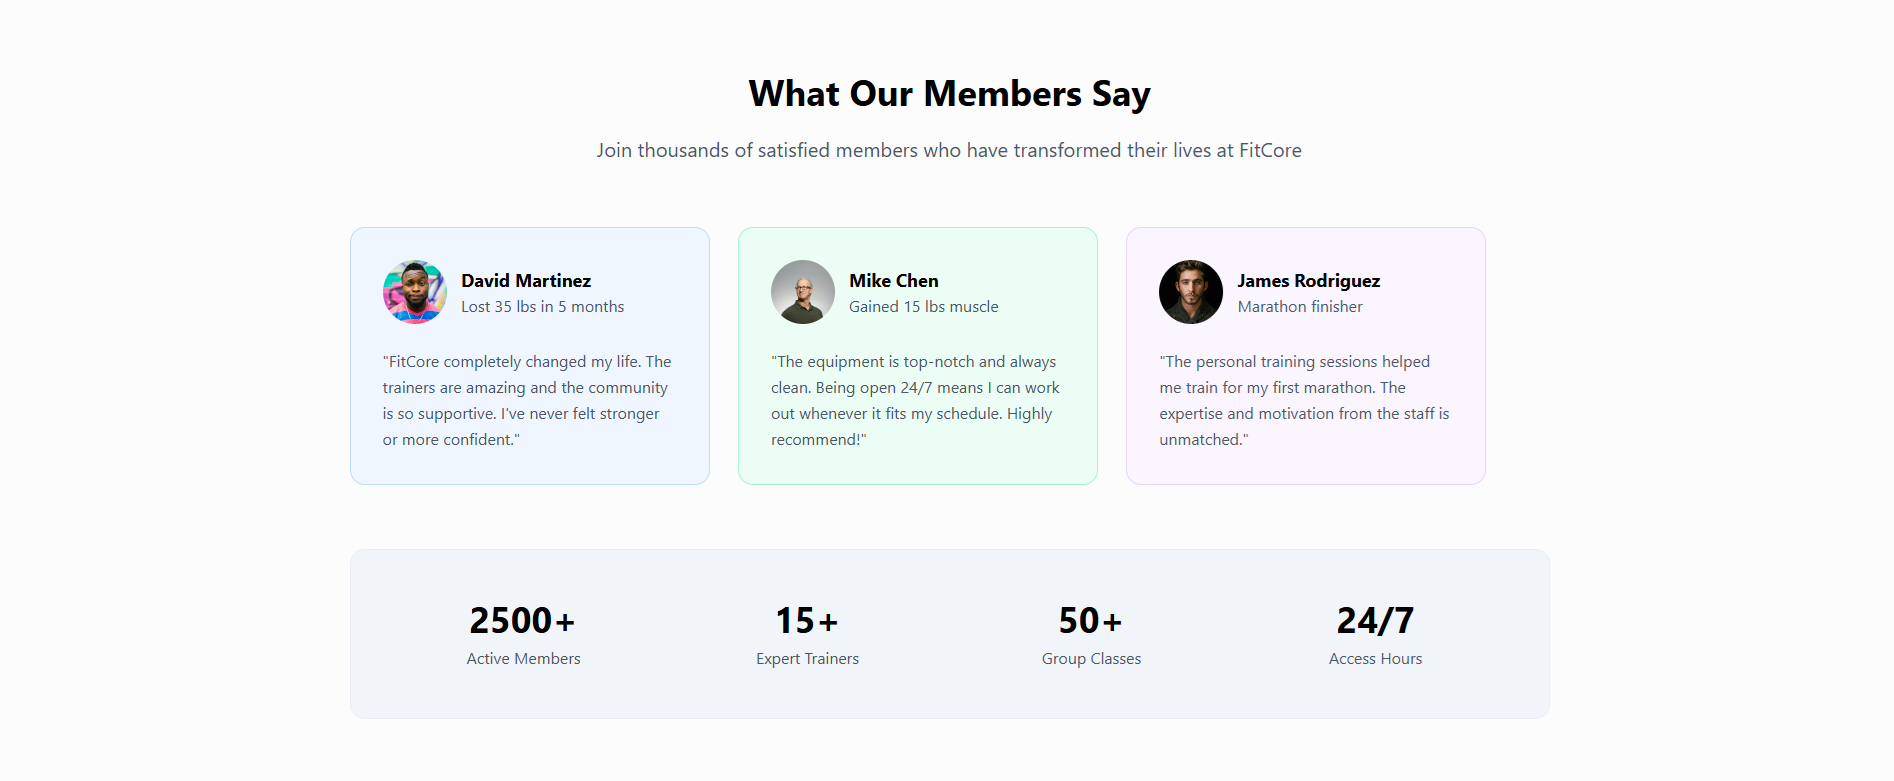 What Our Members Say
Join thousands of satisfied members who have transformed their lives at FitCore
David Martinez
Lost 35 lbs in 5 months
"FitCore completely changed my life. The
trainers are amazing and the community
is so supportive. I've never felt stronger
or more confident."
Mike Chen
Gained 15 lbs muscle
"The equipment is top-notch and always
clean. Being open 24/7 means I can work
out whenever it fits my schedule. Highly
recommend!"
James Rodriguez
Marathon finisher
"The personal training sessions helped
me train for my first marathon. The
expertise and motivation from the staff is
unmatched."
2500+
Active Members
15+
Expert Trainers
50+
Group Classes
24/7
Access Hours